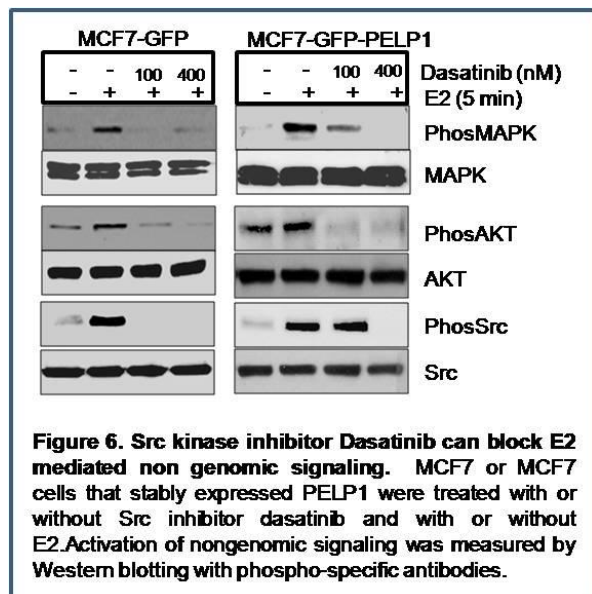 MCF7-GFP MCF7-GFP-PELP1
- - 100 400 - - 100 400 Dasatinib (nM)
- + + + - + + + E2 (5 min)
PhosMAPK
MAPK
PhosAKT
AKT
PhosSrc
Src
Figure 6. Src kinase inhibitor Dasatinib can block E2
mediated non genomic signaling. MCF7 or MCF7
cells that stably expressed PELP1 were treated with or
without Src inhibitor dasatinib and with or without
E2.Activation of nongenomic signaling was measured by
Western blotting with phospho-specific antibodies.